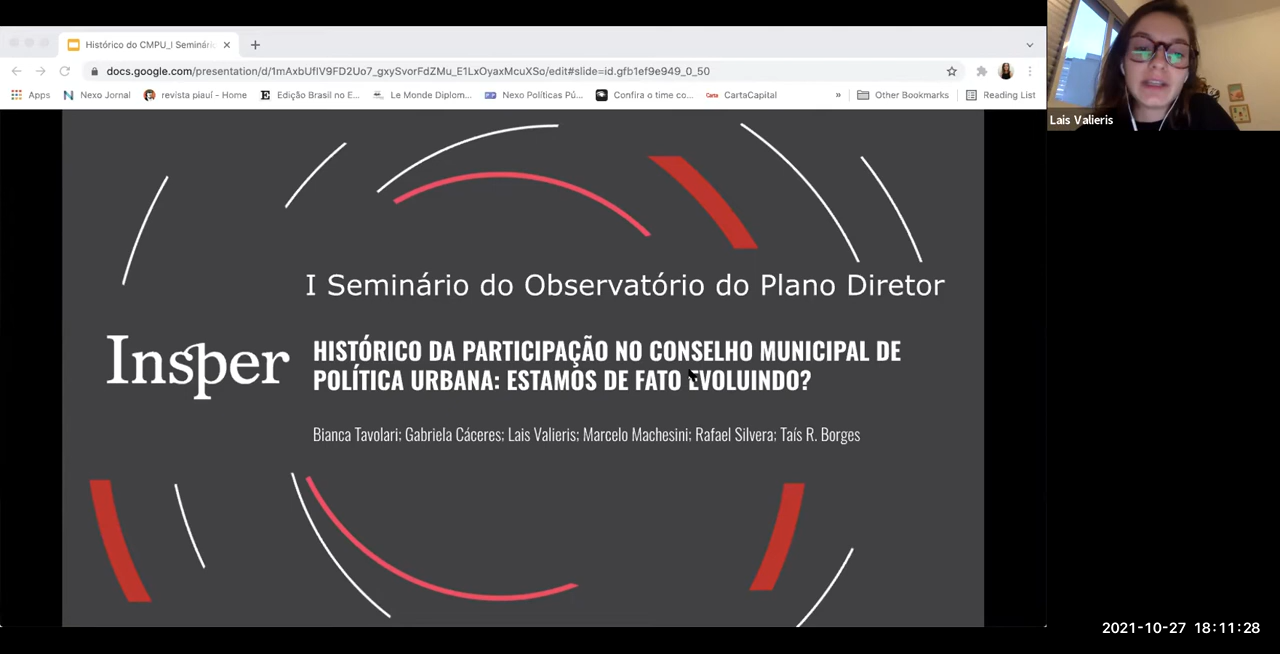 Histórico do CMPU_I Seminári
docs.google.com/presentation/d/1mAxbUfIV9FD2Uo7_gxySvorFdZMu_E1LxOyaxMcuXSo/edit#slide=id.gfb1ef9e949_0_50
Apps Nexo Jornal revista piauí – Home Edição Brasil no E... Le Monde Diplom... Nexo Políticas Pú... Confira o time co... Carta CartaCapital » Other Bookmarks Reading List
Lais Valieris
I Seminário do Observatório do Plano Diretor
Insper
HISTÓRICO DA PARTICIPAÇÃO NO CONSELHO MUNICIPAL DE
POLÍTICA URBANA: ESTAMOS DE FATO EVOLUINDO?
Bianca Tavolari; Gabriela Cáceres; Lais Valieris; Marcelo Machesini; Rafael Silvera; Taís R. Borges
2021-10-27 18:11:28